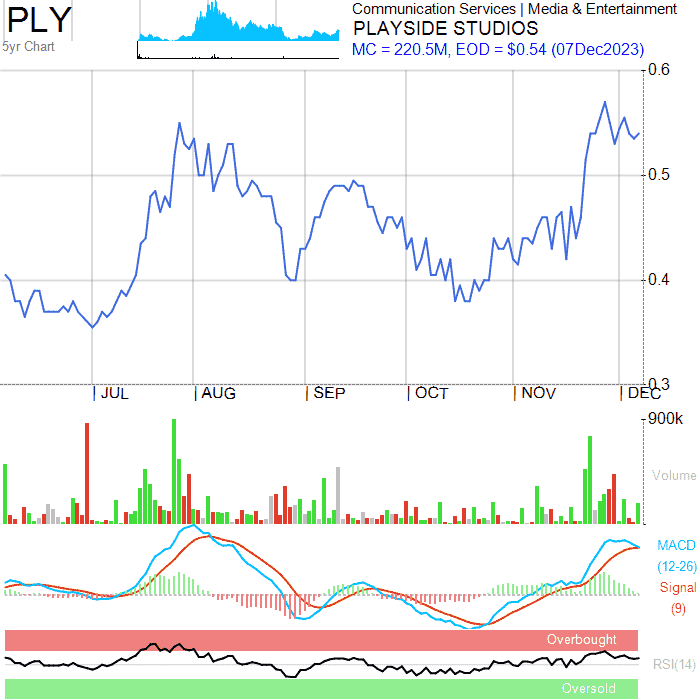 PLY
5yr Chart
Communication Services | Media & Entertainment
PLAYSIDE STUDIOS
MC = 220.5M, EOD = $0.54 (07Dec2023)
0.6
0.5
0.4
0.3
JUL AUG SEP OCT NOV DEC
900k
Volume
MACD
(12-26)
Signal
(9)
Overbought
RSI(14)
Oversold